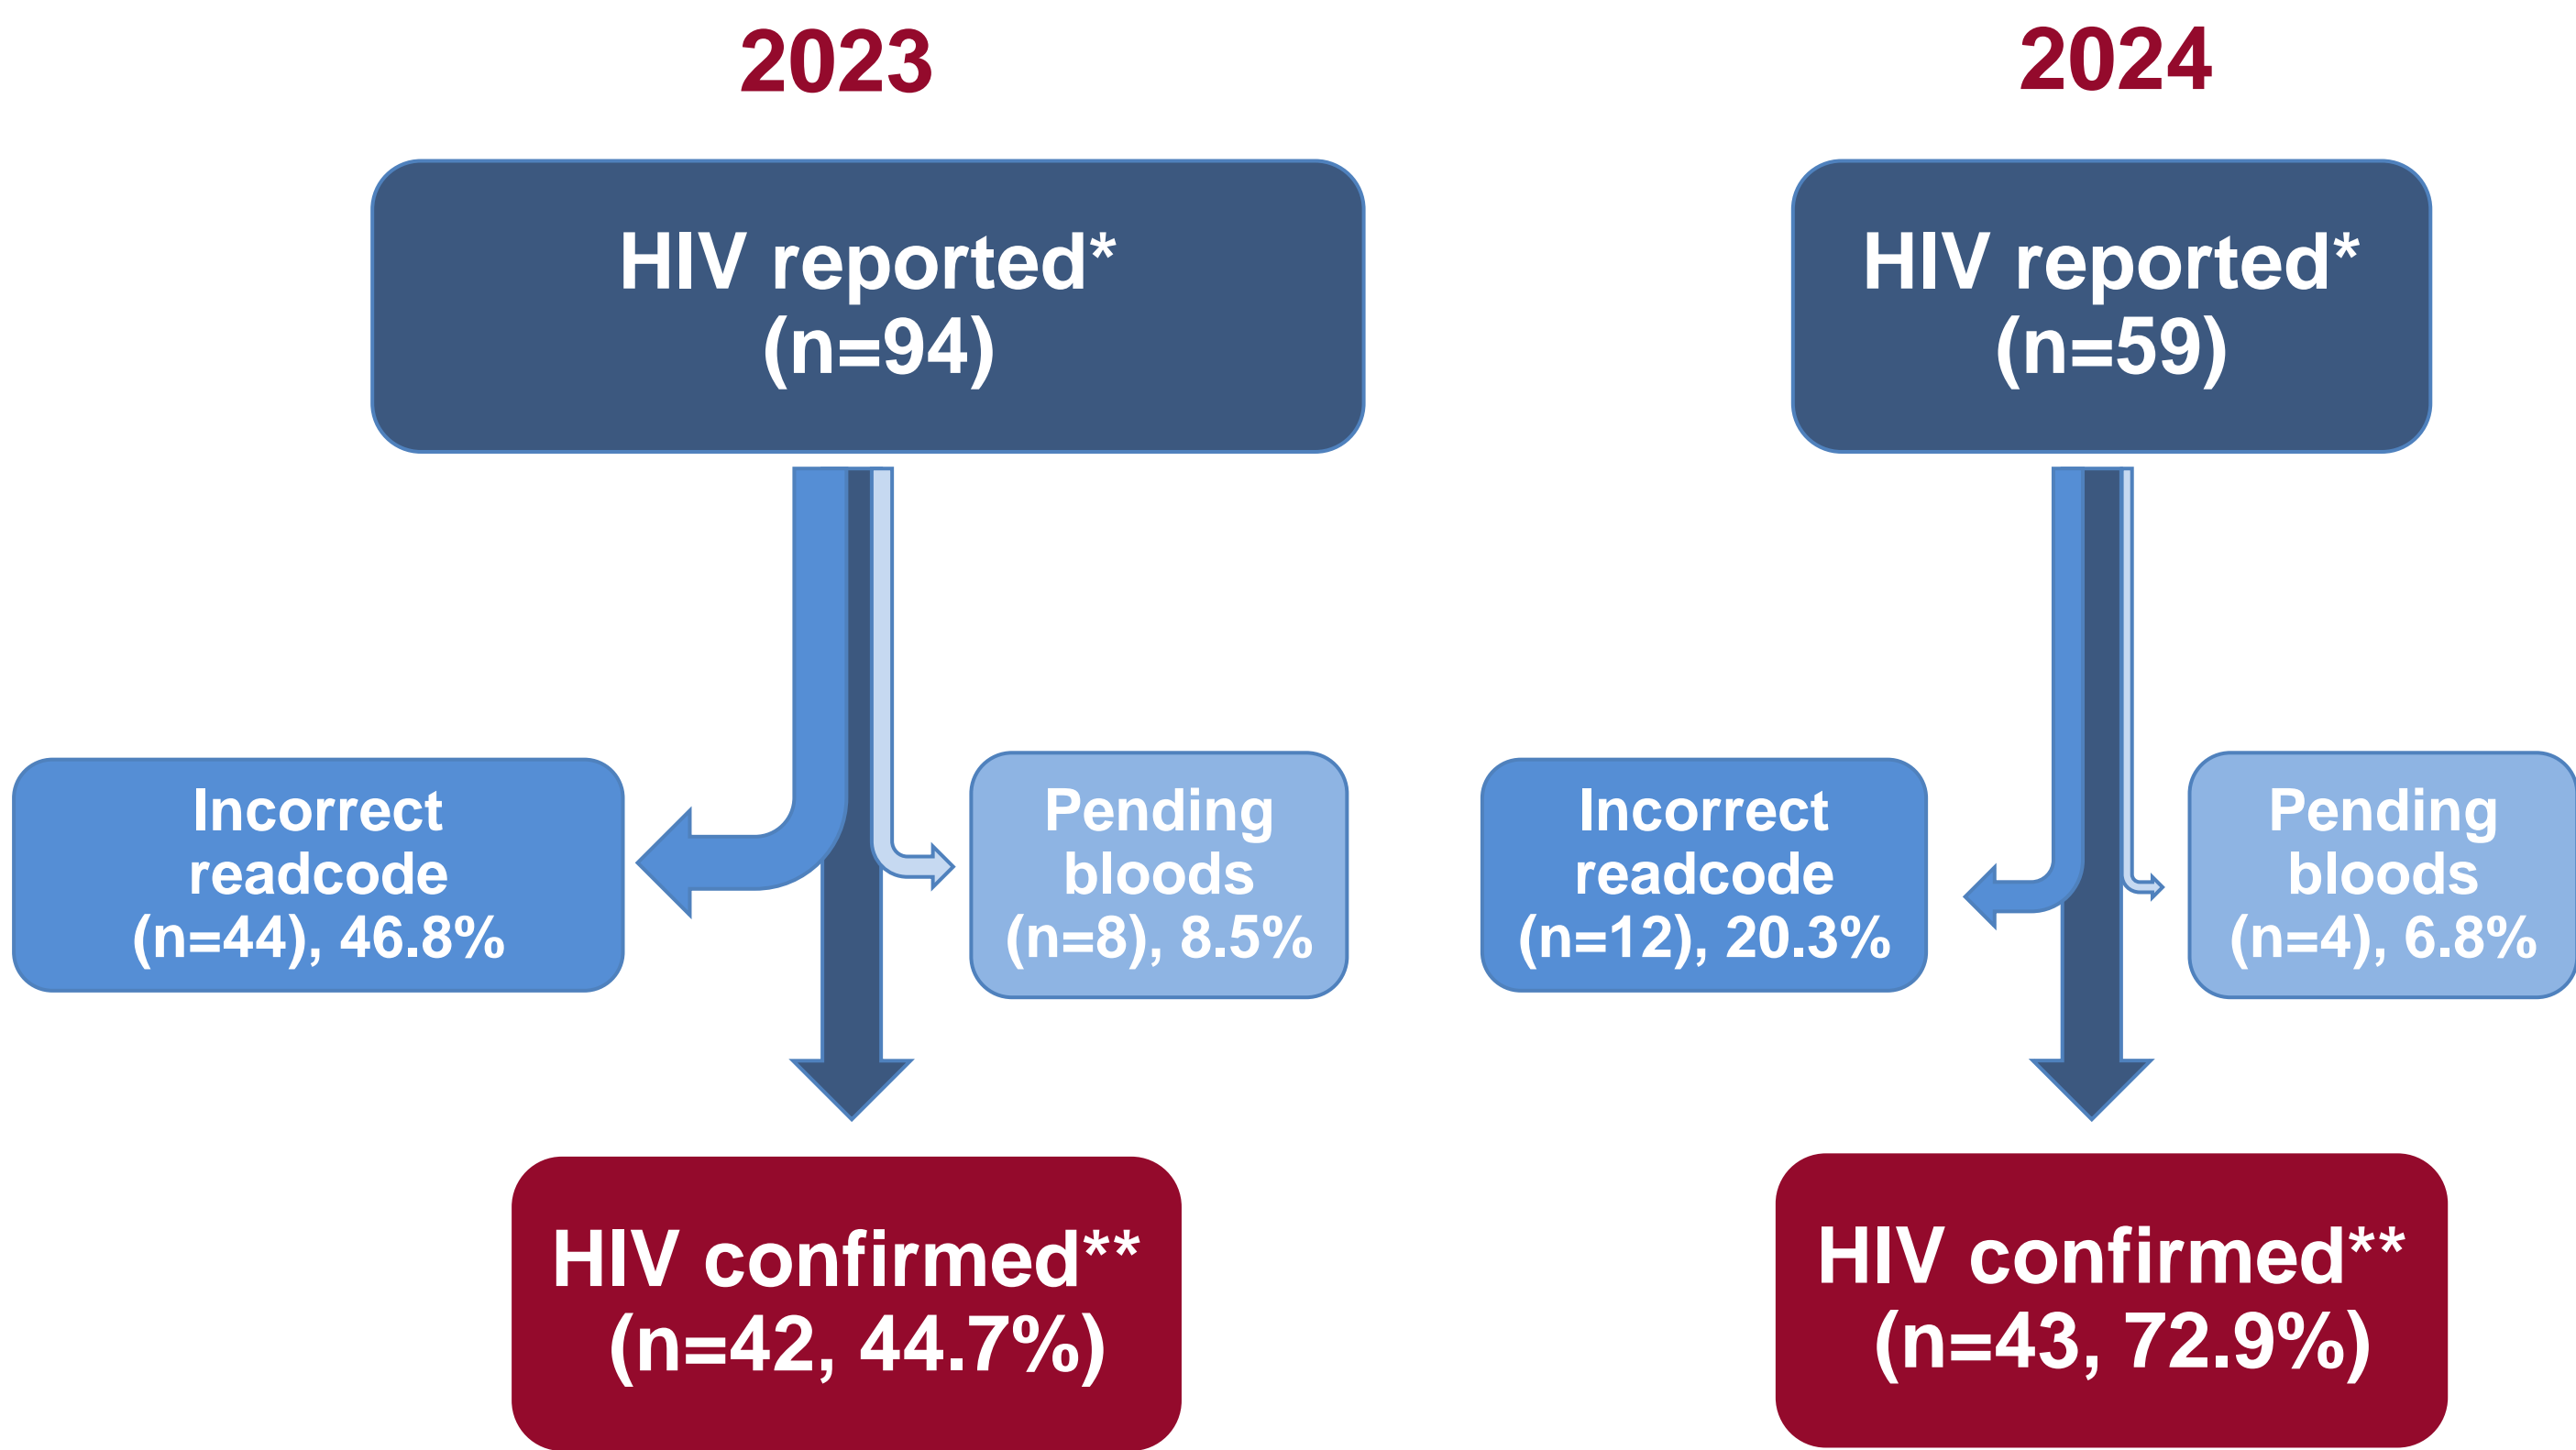 2023
HIV reported*
(n=94)
Incorrect
readcode
(n=44), 46.8%
Pending
bloods
(n=8), 8.5%
HIV confirmed**
(n=42, 44.7%)
2024
HIV reported*
(n=59)
Incorrect
readcode
(n=12), 20.3%
Pending
bloods
(n=4), 6.8%
HIV confirmed**
(n=43, 72.9%)